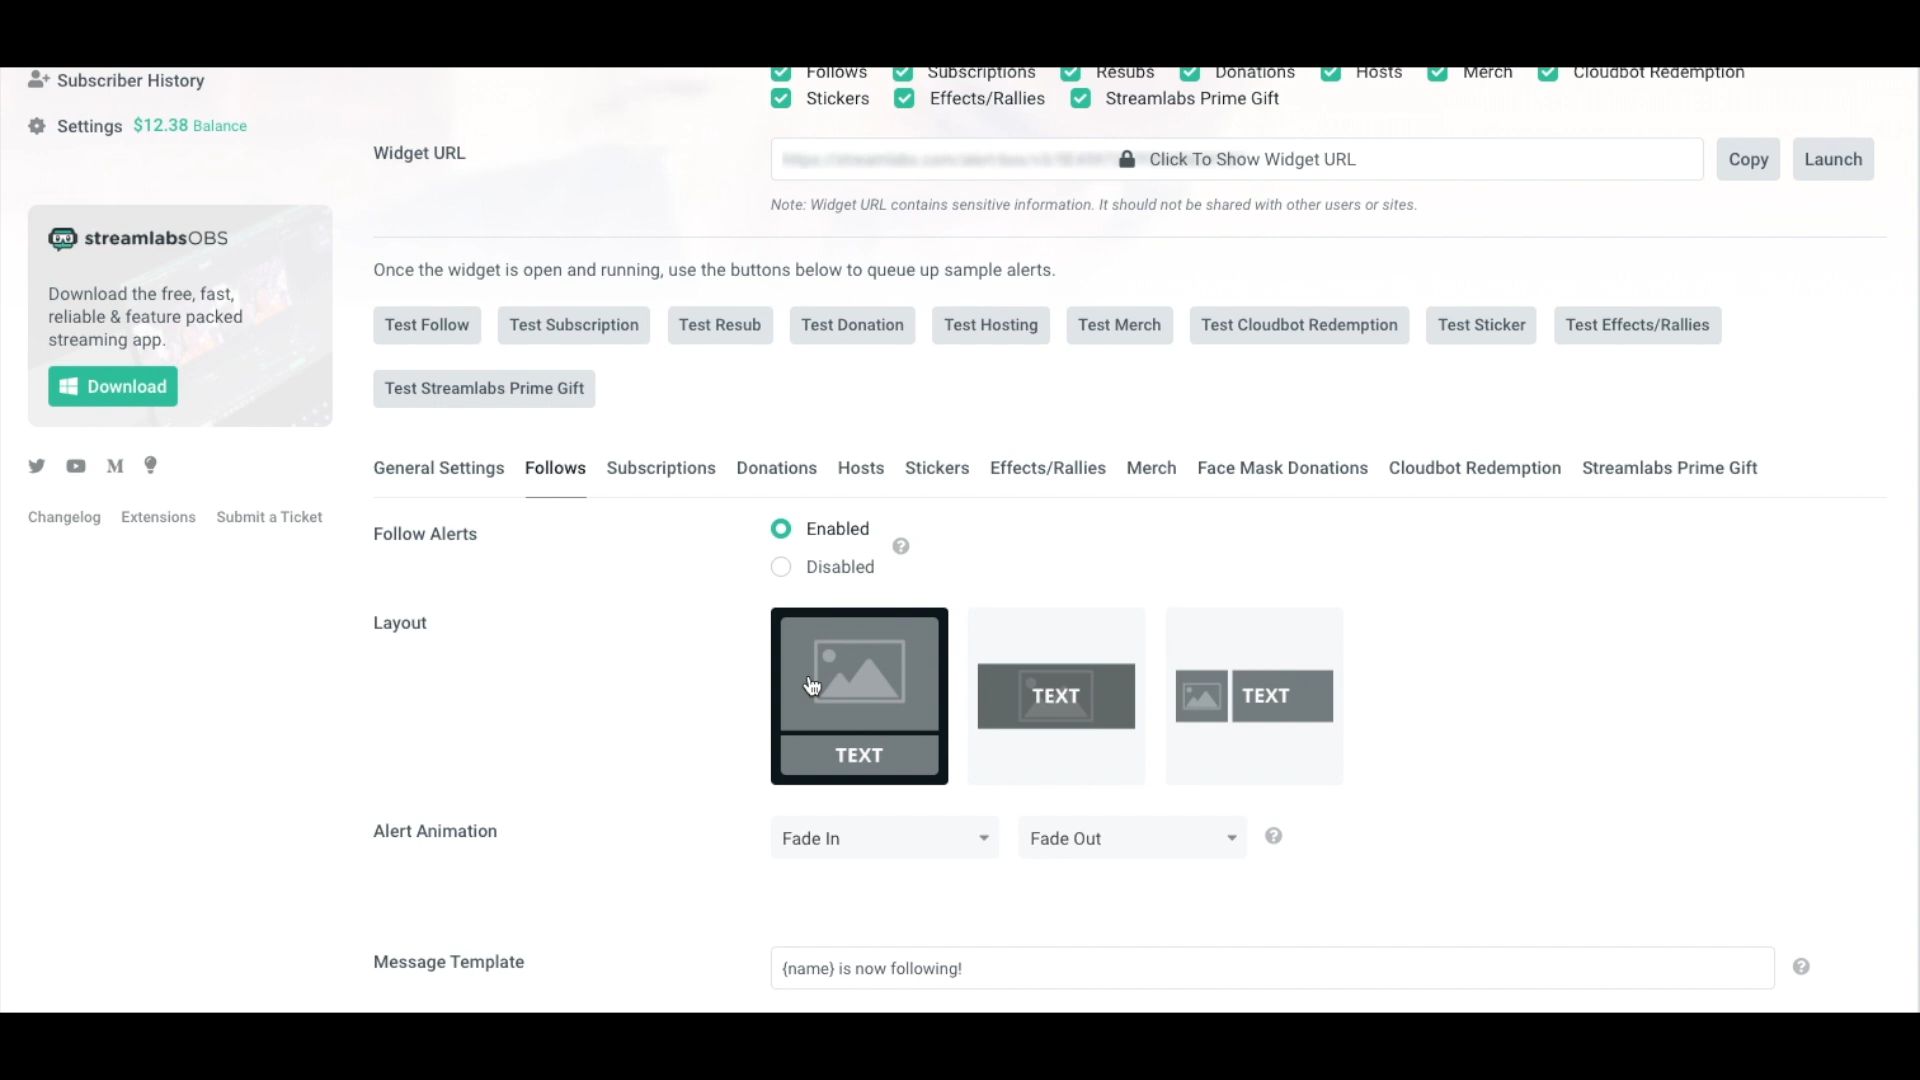 Subscriber History
Follows Subscriptions Resubs Donations Hosts Merch Cloudbot Redemption
Stickers Effects/Rallies Streamlabs Prime Gift
Settings $12.38 Balance
Widget URL
Click To Show Widget URL
Copy
Launch
Note: Widget URL contains sensitive information. It should not be shared with other users or sites.
streamlabsOBS
Download the free, fast,
reliable & feature packed
streaming app.
Download
Once the widget is open and running, use the buttons below to queue up sample alerts.
Test Follow
Test Subscription
Test Resub
Test Donation
Test Hosting
Test Merch
Test Cloudbot Redemption
Test Sticker
Test Effects/Rallies
Test Streamlabs Prime Gift
Changelog Extensions Submit a Ticket
General Settings Follows Subscriptions Donations Hosts Stickers Effects/Rallies Merch Face Mask Donations Cloudbot Redemption Streamlabs Prime Gift
Follow Alerts
Enabled
Disabled
Layout
TEXT
TEXT
TEXT
Alert Animation
Fade In
Fade Out
Message Template
{name} is now following!